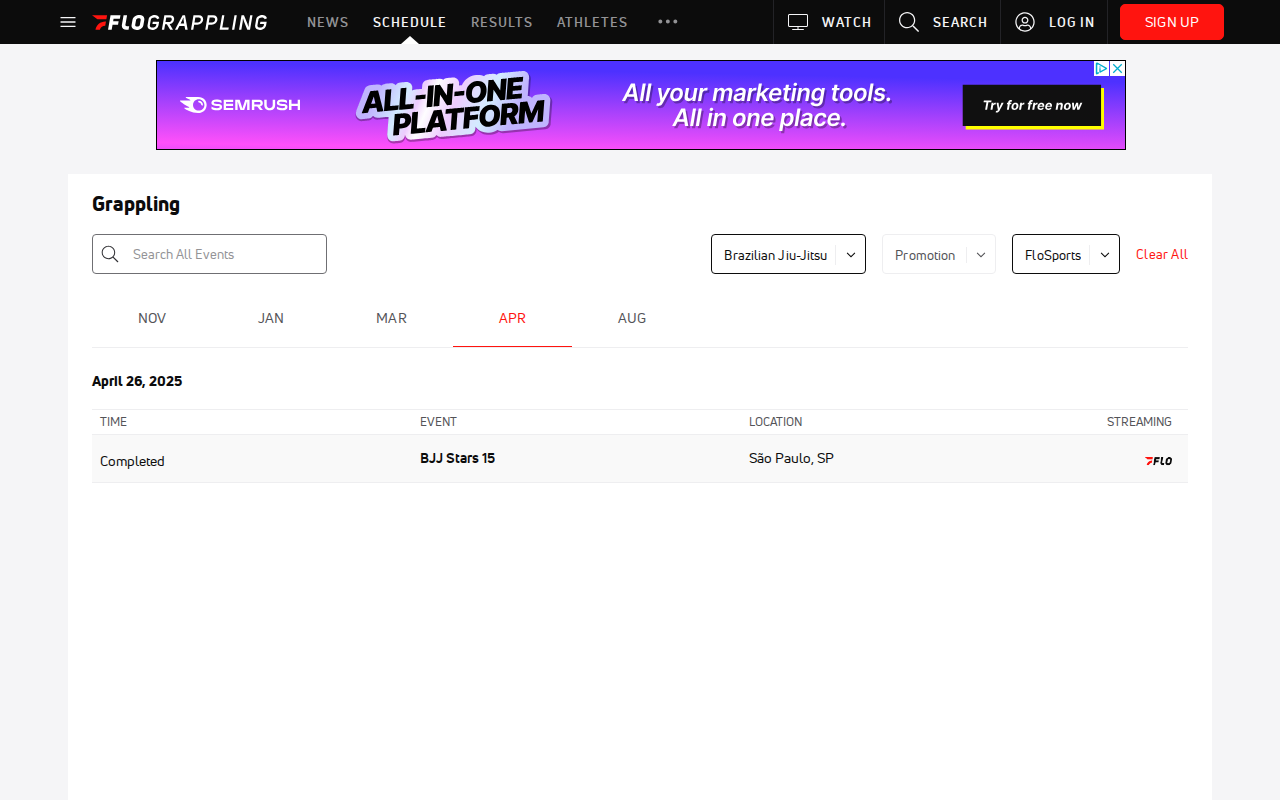 FLOGRAPPLING NEWS SCHEDULE RESULTS ATHLETES ••• WATCH SEARCH LOG IN SIGN UP
SEMRUSH
ALL-IN-ONE
PLATFORM
All your marketing tools.
All in one place.
Try for free now
Grappling
Search All Events
Brazilian Jiu-Jitsu
Promotion
FloSports
Clear All
NOV JAN MAR APR AUG
April 26, 2025
TIME EVENT LOCATION STREAMING
Completed BJJ Stars 15 São Paulo, SP FLO